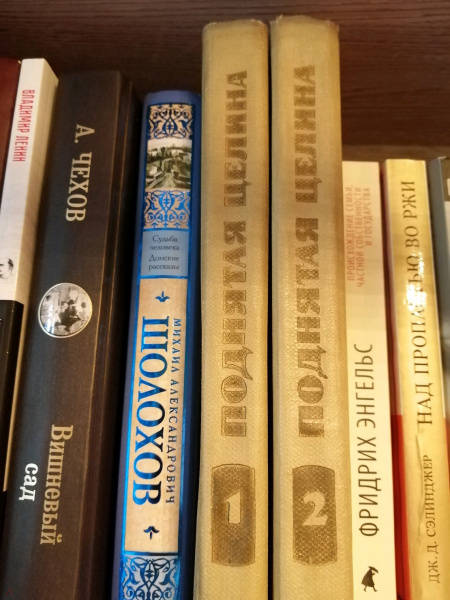 ВЛАДИМИР ЛЕНИН
А. ЧЕХОВ
Вишневый
сад
Судьба
человека
Донские
рассказы
МИХАИЛ АЛЕКСАНДРОВИЧ
ШОЛОХОВ
ПОДНЯТАЯ ЦЕЛИНА
1
ПОДНЯТАЯ ЦЕЛИНА
2
ПРОИСХОЖДЕНИЕ СЕМЬИ,
ЧАСТНОЙ СОБСТВЕННОСТИ
И ГОСУДАРСТВА
ФРИДРИХ ЭНГЕЛЬС
ДЖ. Д. СЭЛИНДЖЕР
НАД ПРОПАСТЬЮ ВО РЖИ